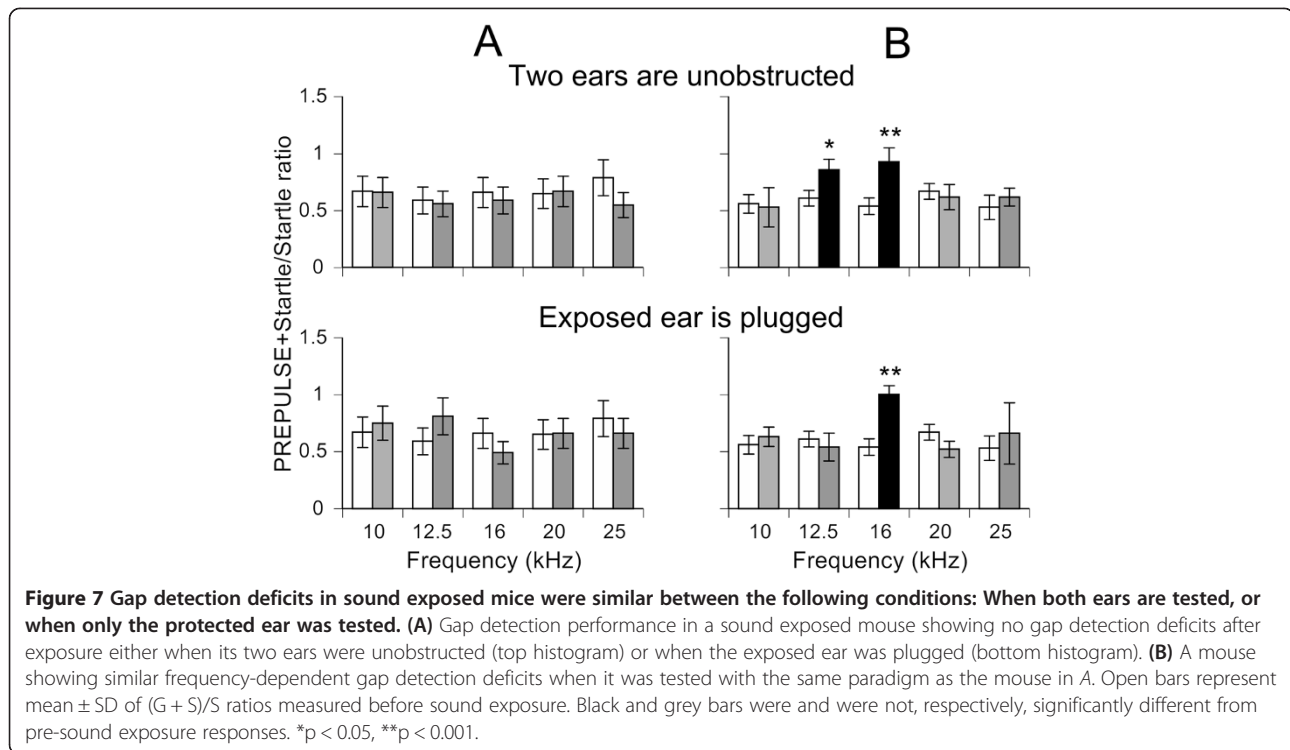 A B
Two ears are unobstructed
PREPULSE+Startle/Startle ratio
1.5 1 0.5 0
* **
Exposed ear is plugged
1.5 1 0.5 0
**
10 12.5 16 20 25 10 12.5 16 20 25
Frequency (kHz) Frequency (kHz)
Figure 7 Gap detection deficits in sound exposed mice were similar between the following conditions: When both ears are tested, or
when only the protected ear was tested. (A) Gap detection performance in a sound exposed mouse showing no gap detection deficits after
exposure either when its two ears were unobstructed (top histogram) or when the exposed ear was plugged (bottom histogram). (B) A mouse
showing similar frequency-dependent gap detection deficits when it was tested with the same paradigm as the mouse in A. Open bars represent
mean ± SD of (G + S)/S ratios measured before sound exposure. Black and grey bars were and were not, respectively, significantly different from
pre-sound exposure responses. *p < 0.05, **p < 0.001.